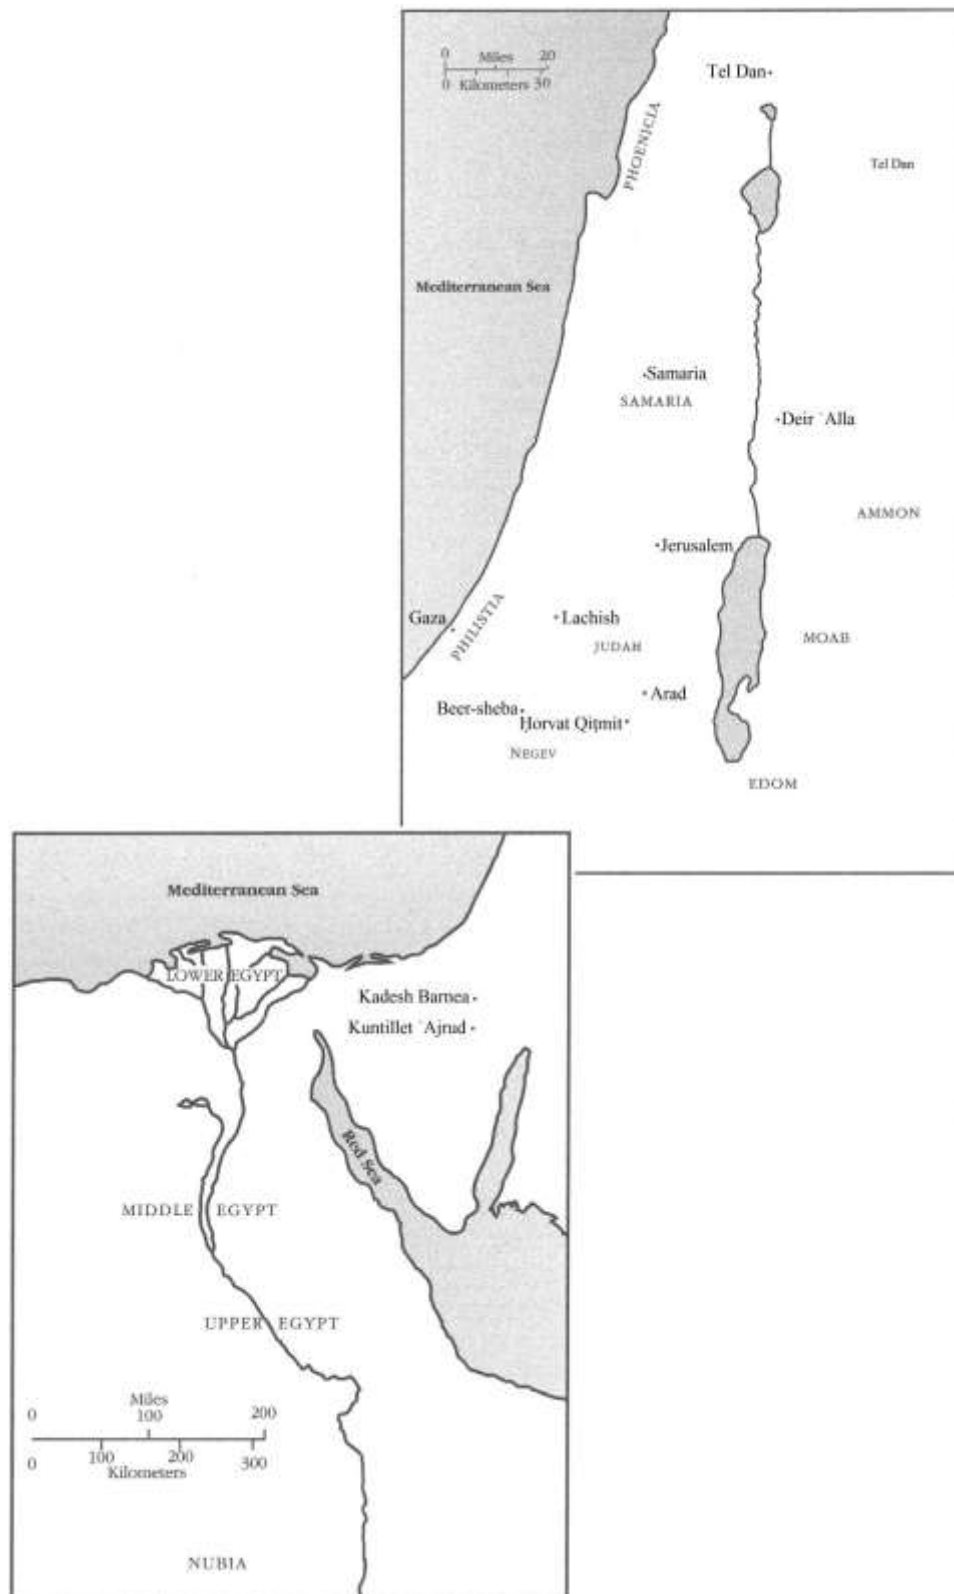 0 Miles 20
0 Kilometers 30
Tel Dan
PHOENICIA
Tel Dan
Mediterranean Sea
Samaria
SAMARIA
Deir `Alla
AMMON
Jerusalem
Gaza
PHILISTIA
Lachish
JUDAH
MOAB
Arad
Beer-sheba
Ḥorvat Qiṭmit
NEGEV
EDOM
Mediterranean Sea
LOWER EGYPT
Kadesh Barnea
Kuntillet `Ajrud
Red Sea
MIDDLE EGYPT
UPPER EGYPT
Miles
0 100 200
0 100 200 300
Kilometers
NUBIA